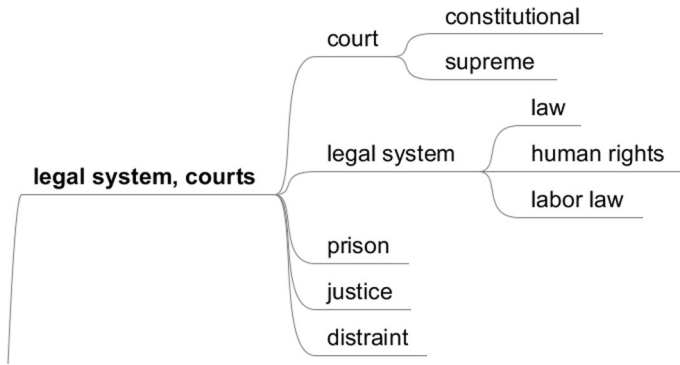 constitutional
court
supreme
law
legal system
human rights
legal system, courts
labor law
prison
justice
distraint